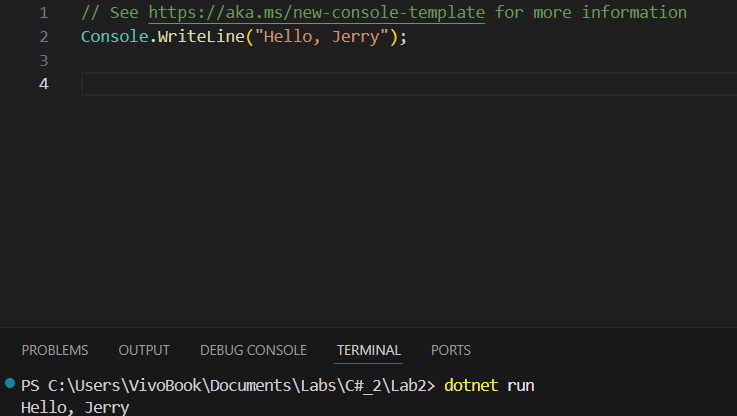 1 // See https://aka.ms/new-console-template for more information
2 Console.WriteLine("Hello, Jerry");
3
4
PROBLEMS OUTPUT DEBUG CONSOLE TERMINAL PORTS
PS C:\Users\VivoBook\Documents\Labs\C#_2\Lab2> dotnet run
Hello, Jerry